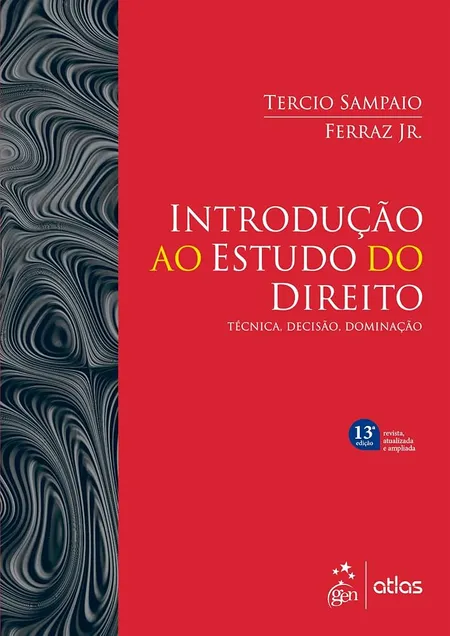 TERCIO SAMPAIO
FERRAZ JR.
INTRODUÇÃO
AO ESTUDO DO
DIREITO
TÉCNICA, DECISÃO, DOMINAÇÃO
13ª
edição
revista,
atualizada
e ampliada
gen
atlas